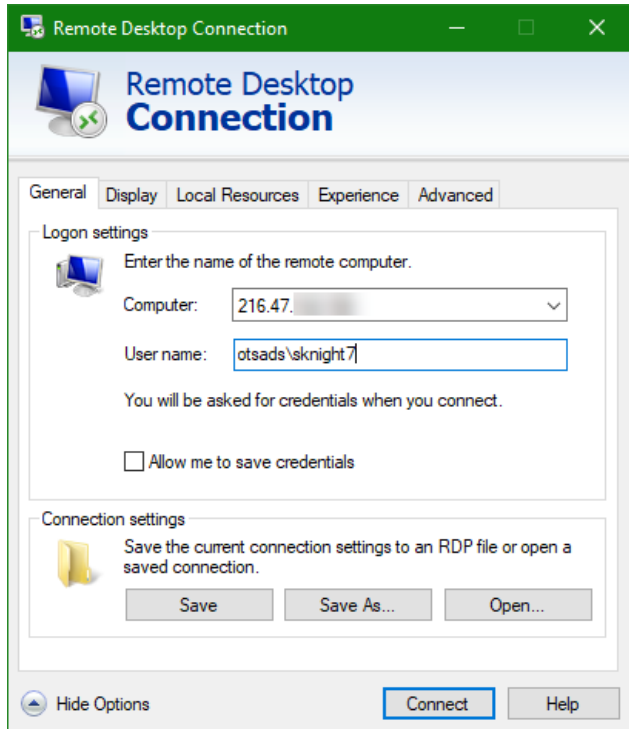 Remote Desktop Connection
Remote Desktop
Connection
General Display Local Resources Experience Advanced
Logon settings
Enter the name of the remote computer.
Computer: 216.47.
User name: otsads\sknight7
You will be asked for credentials when you connect.
Allow me to save credentials
Connection settings
Save the current connection settings to an RDP file or open a
saved connection.
Save Save As... Open...
Hide Options Connect Help